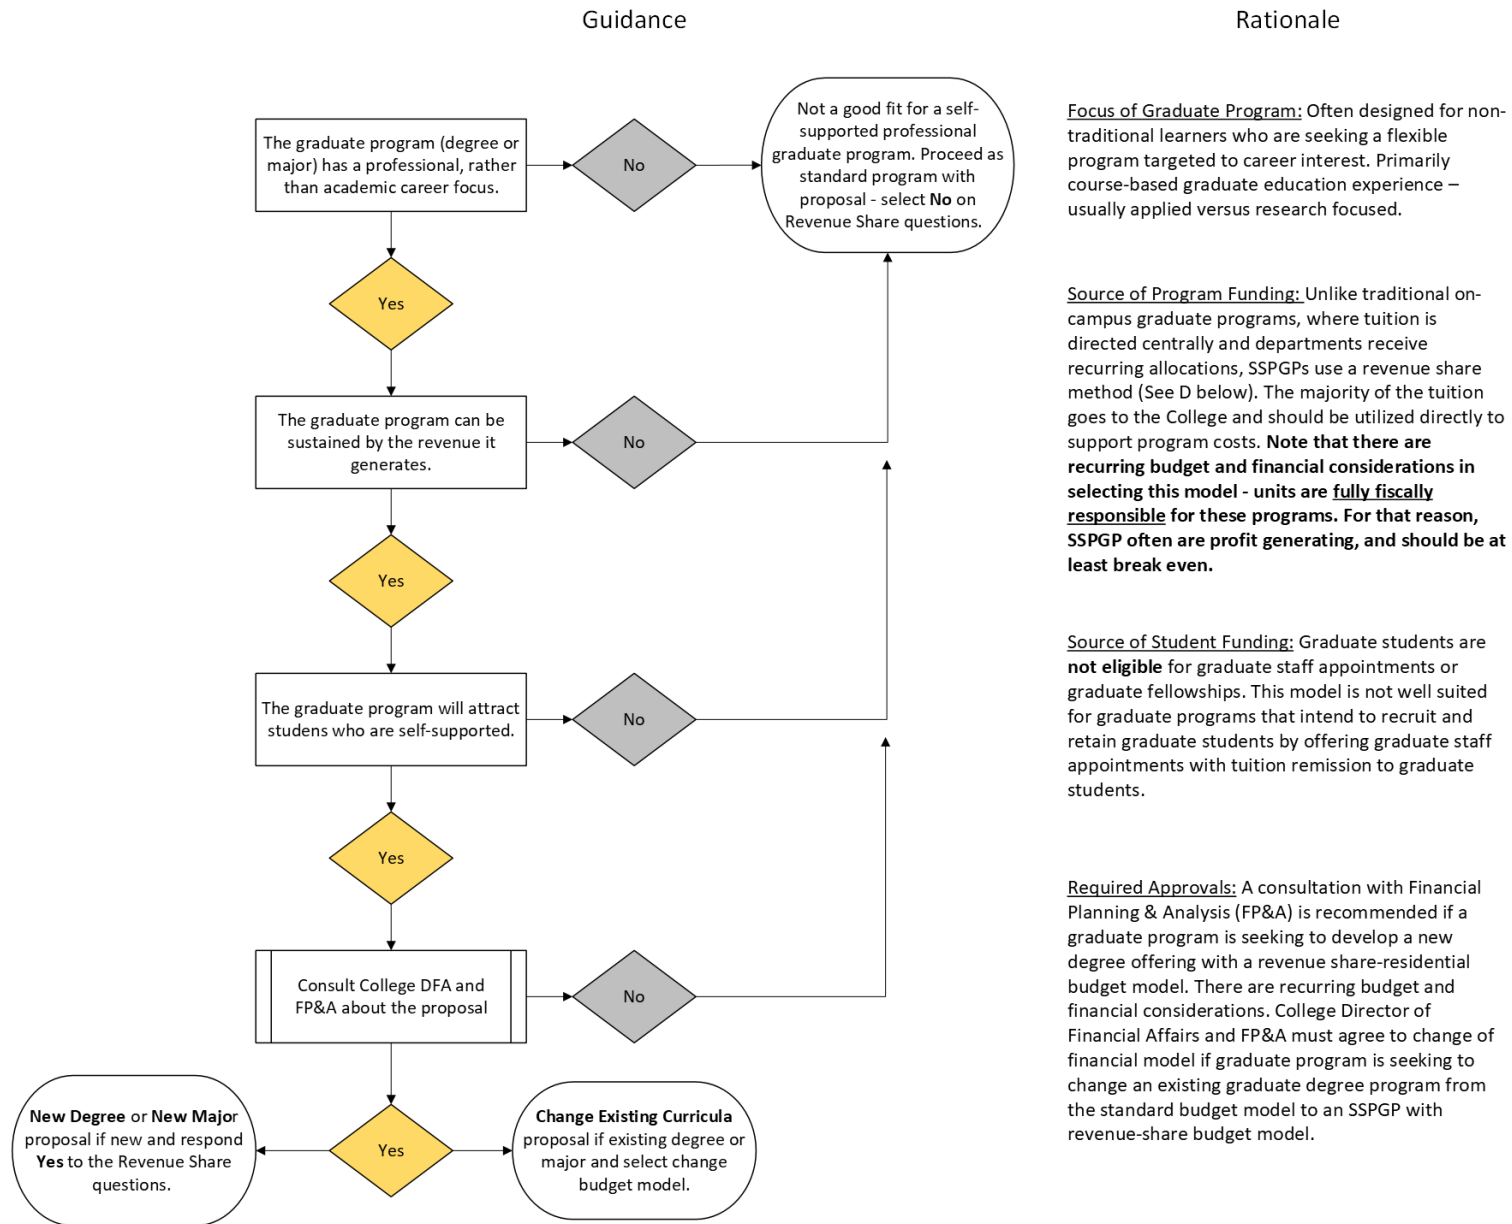 Guidance
Rationale
The graduate program (degree or
major) has a professional, rather
than academic career focus.
No
Not a good fit for a self-
supported professional
graduate program. Proceed as
standard program with
proposal - select No on
Revenue Share questions.
Focus of Graduate Program: Often designed for non-
traditional learners who are seeking a flexible
program targeted to career interest. Primarily
course-based graduate education experience –
usually applied versus research focused.
Yes
The graduate program can be
sustained by the revenue it
generates.
No
Source of Program Funding: Unlike traditional on-
campus graduate programs, where tuition is
directed centrally and departments receive
recurring allocations, SSPGPs use a revenue share
method (See D below). The majority of the tuition
goes to the College and should be utilized directly to
support program costs. Note that there are
recurring budget and financial considerations in
selecting this model - units are fully fiscally
responsible for these programs. For that reason,
SSPGP often are profit generating, and should be at
least break even.
Yes
The graduate program will attract
studens who are self-supported.
No
Source of Student Funding: Graduate students are
not eligible for graduate staff appointments or
graduate fellowships. This model is not well suited
for graduate programs that intend to recruit and
retain graduate students by offering graduate staff
appointments with tuition remission to graduate
students.
Yes
Consult College DFA and
FP&A about the proposal
No
Required Approvals: A consultation with Financial
Planning & Analysis (FP&A) is recommended if a
graduate program is seeking to develop a new
degree offering with a revenue share-residential
budget model. There are recurring budget and
financial considerations. College Director of
Financial Affairs and FP&A must agree to change of
financial model if graduate program is seeking to
change an existing graduate degree program from
the standard budget model to an SSPGP with
revenue-share budget model.
New Degree or New Major
proposal if new and respond
Yes to the Revenue Share
questions.
Yes
Change Existing Curricula
proposal if existing degree or
major and select change
budget model.